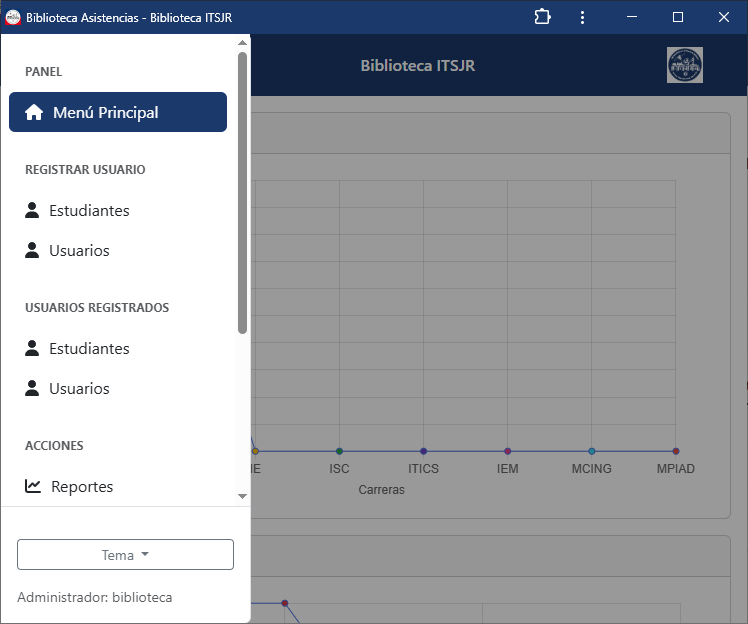 Biblioteca Asistencias - Biblioteca ITSJR
Biblioteca ITSJR
PANEL
Menú Principal
REGISTRAR USUARIO
Estudiantes
Usuarios
USUARIOS REGISTRADOS
Estudiantes
Usuarios
ACCIONES
Reportes
Tema
Administrador: biblioteca
IE ISC ITICS IEM MCING MPIAD
Carreras